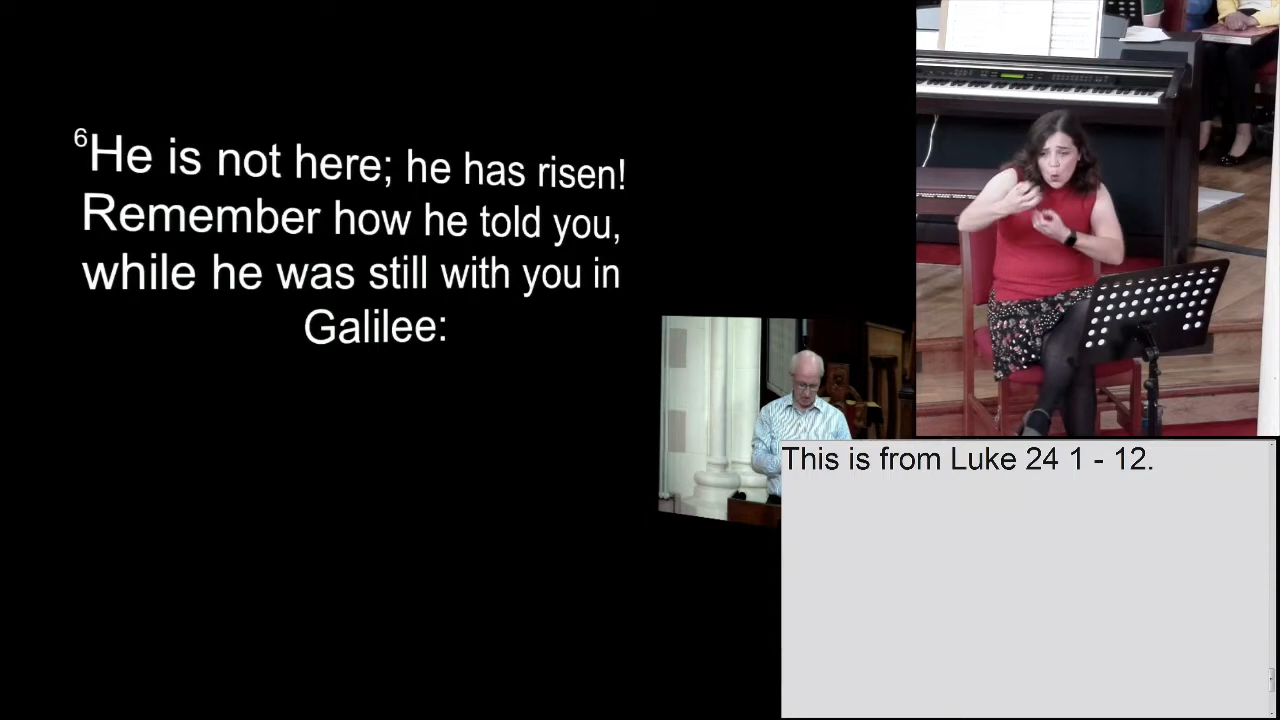 ⁶He is not here; he has risen!
Remember how he told you,
while he was still with you in
Galilee:
This is from Luke 24 1 - 12.